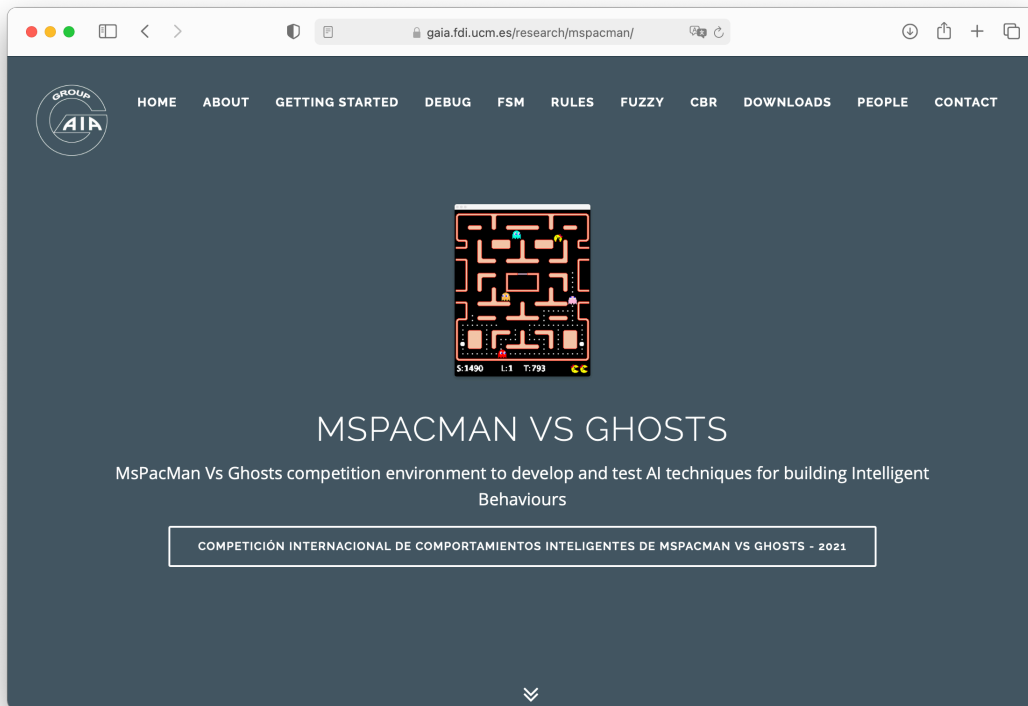 gaia.fdi.ucm.es/research/mspacman/
GROUP
GAIA
HOME ABOUT GETTING STARTED DEBUG FSM RULES FUZZY CBR DOWNLOADS PEOPLE CONTACT
S:1490 L:1 T:793
MSPACMAN VS GHOSTS
MsPacMan Vs Ghosts competition environment to develop and test AI techniques for building Intelligent
Behaviours
COMPETICIÓN INTERNACIONAL DE COMPORTAMIENTOS INTELIGENTES DE MSPACMAN VS GHOSTS - 2021